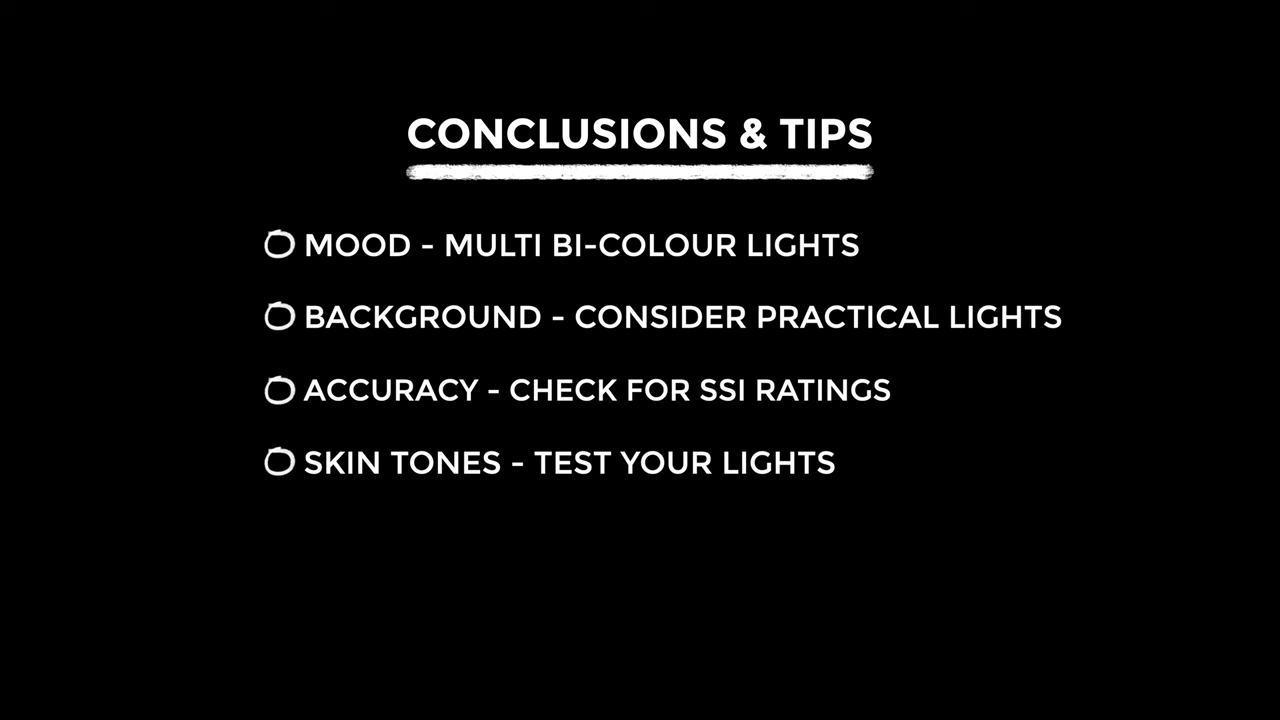 CONCLUSIONS & TIPS
MOOD - MULTI BI-COLOUR LIGHTS
BACKGROUND - CONSIDER PRACTICAL LIGHTS
ACCURACY - CHECK FOR SSI RATINGS
SKIN TONES - TEST YOUR LIGHTS